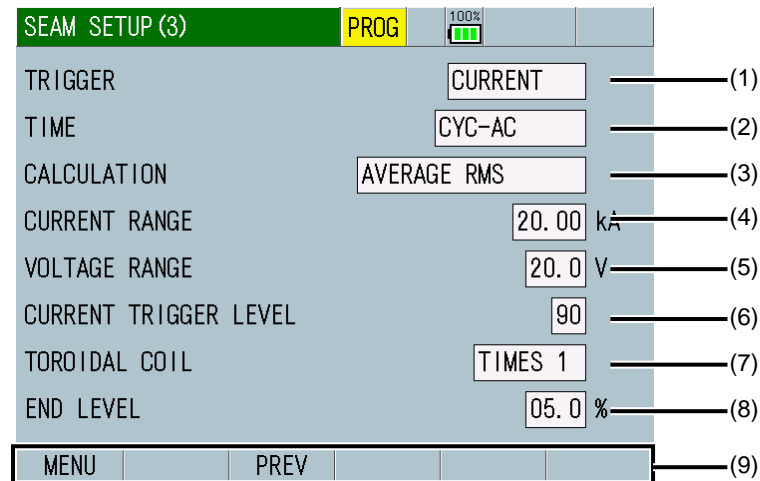 SEAM SETUP(3) PROG 100%
TRIGGER CURRENT (1)
TIME CYC-AC (2)
CALCULATION AVERAGE RMS (3)
CURRENT RANGE 20.00 kA (4)
VOLTAGE RANGE 20.0 V (5)
CURRENT TRIGGER LEVEL 90 (6)
TOROIDAL COIL TIMES 1 (7)
END LEVEL 05.0 % (8)
MENU PREV (9)